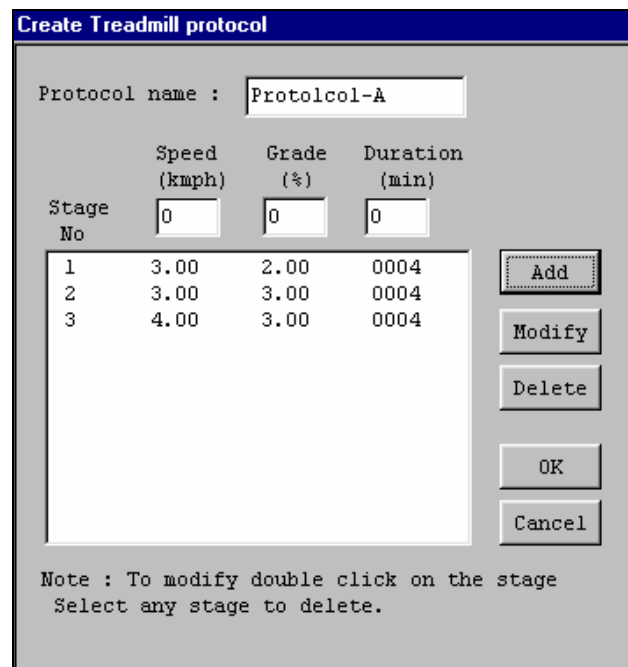 Create Treadmill protocol
Protocol name : Protolcol-A
Speed Grade Duration
(kmph) (%) (min)
Stage No 0 0 0
1 3.00 2.00 0004
2 3.00 3.00 0004
3 4.00 3.00 0004
Add
Modify
Delete
OK
Cancel
Note : To modify double click on the stage
Select any stage to delete.